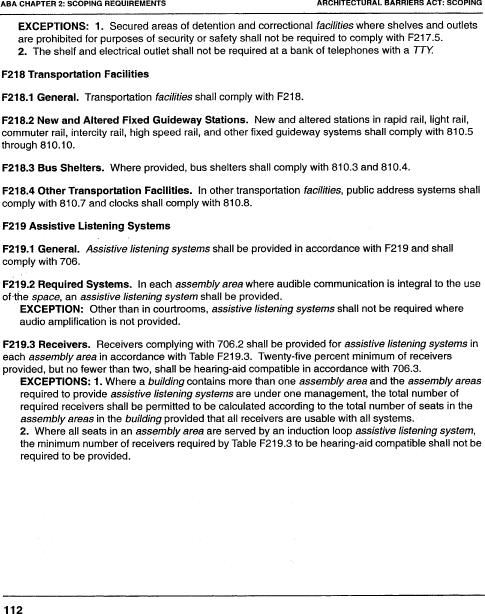 ABA CHAPTER 2: SCOPING REQUIREMENTS ARCHITECTURAL BARRIERS ACT: SCOPING
EXCEPTIONS: 1. Secured areas of detention and correctional facilities where shelves and outlets
are prohibited for purposes of security or safety shall not be required to comply with F217.5.
2. The shelf and electrical outlet shall not be required at a bank of telephones with a TTY.
F218 Transportation Facilities
F218.1 General. Transportation facilities shall comply with F218.
F218.2 New and Altered Fixed Guideway Stations. New and altered stations in rapid rail, light rail,
commuter rail, intercity rail, high speed rail, and other fixed guideway systems shall comply with 810.5
through 810.10.
F218.3 Bus Shelters. Where provided, bus shelters shall comply with 810.3 and 810.4.
F218.4 Other Transportation Facilities. In other transportation facilities, public address systems shall
comply with 810.7 and clocks shall comply with 810.8.
F219 Assistive Listening Systems
F219.1 General. Assistive listening systems shall be provided in accordance with F219 and shall
comply with 706.
F219.2 Required Systems. In each assembly area where audible communication is integral to the use
of the space, an assistive listening system shall be provided.
EXCEPTION: Other than in courtrooms, assistive listening systems shall not be required where
audio amplification is not provided.
F219.3 Receivers. Receivers complying with 706.2 shall be provided for assistive listening systems in
each assembly area in accordance with Table F219.3. Twenty-five percent minimum of receivers
provided, but no fewer than two, shall be hearing-aid compatible in accordance with 706.3.
EXCEPTIONS: 1. Where a building contains more than one assembly area and the assembly areas
required to provide assistive listening systems are under one management, the total number of
required receivers shall be permitted to be calculated according to the total number of seats in the
assembly areas in the building provided that all receivers are usable with all systems.
2. Where all seats in an assembly area are served by an induction loop assistive listening system,
the minimum number of receivers required by Table F219.3 to be hearing-aid compatible shall not be
required to be provided.
112